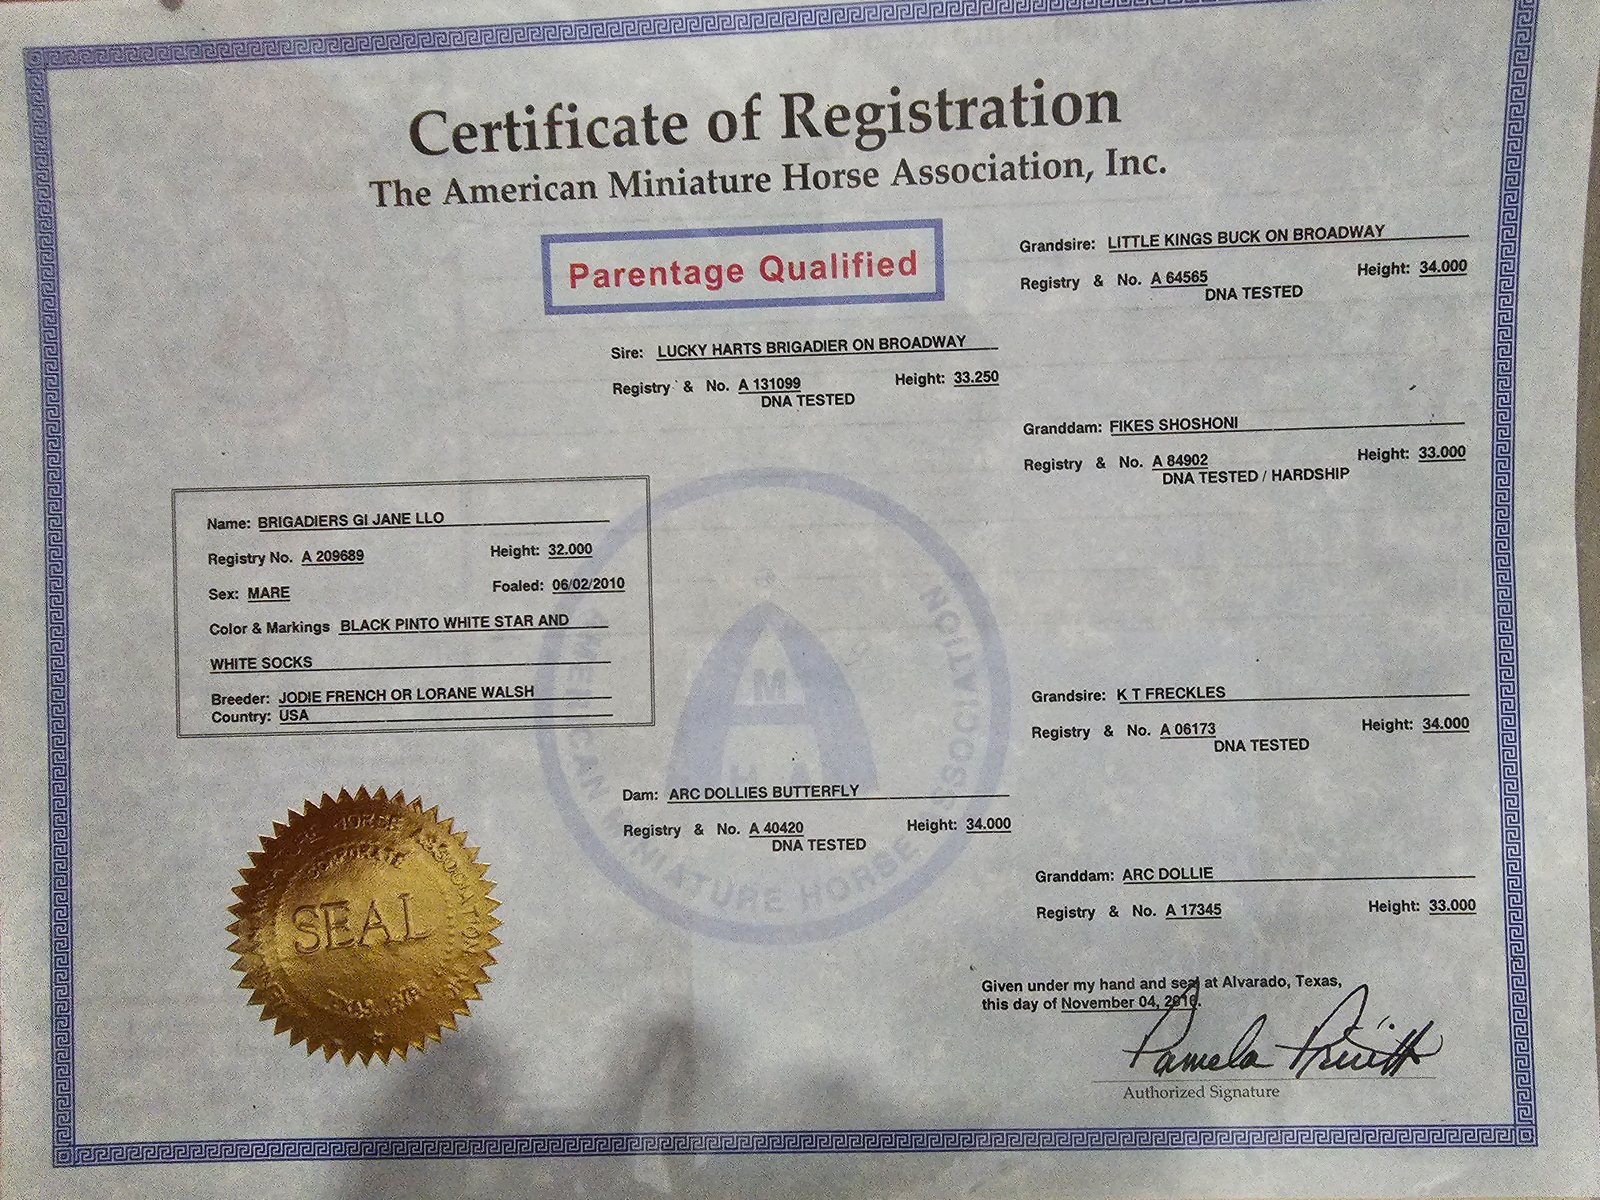 Certificate of Registration
The American Miniature Horse Association, Inc.
Parentage Qualified
Grandsire: LITTLE KINGS BUCK ON BROADWAY
Registry & No. A 64565 Height: 34.000
DNA TESTED
Sire: LUCKY HARTS BRIGADIER ON BROADWAY
Registry & No. A 131099 Height: 33.250
DNA TESTED
Granddam: FIKES SHOSHONI
Registry & No. A 84902 Height: 33.000
DNA TESTED / HARDSHIP
Name: BRIGADIERS GI JANE LLO
Registry No. A 209689 Height: 32.000
Sex: MARE Foaled: 06/02/2010
Color & Markings BLACK PINTO WHITE STAR AND
WHITE SOCKS
Breeder: JODIE FRENCH OR LORANE WALSH
Country: USA
Grandsire: K T FRECKLES
Registry & No. A 06173 Height: 34.000
DNA TESTED
Dam: ARC DOLLIES BUTTERFLY
Registry & No. A 40420 Height: 34.000
DNA TESTED
Granddam: ARC DOLLIE
Registry & No. A 17345 Height: 33.000
AMERICAN MINIATURE HORSE ASSOCIATION
CORPORATE
SEAL
Given under my hand and seal at Alvarado, Texas,
this day of November 04, 2010.
Pamela Pruitt
Authorized Signature